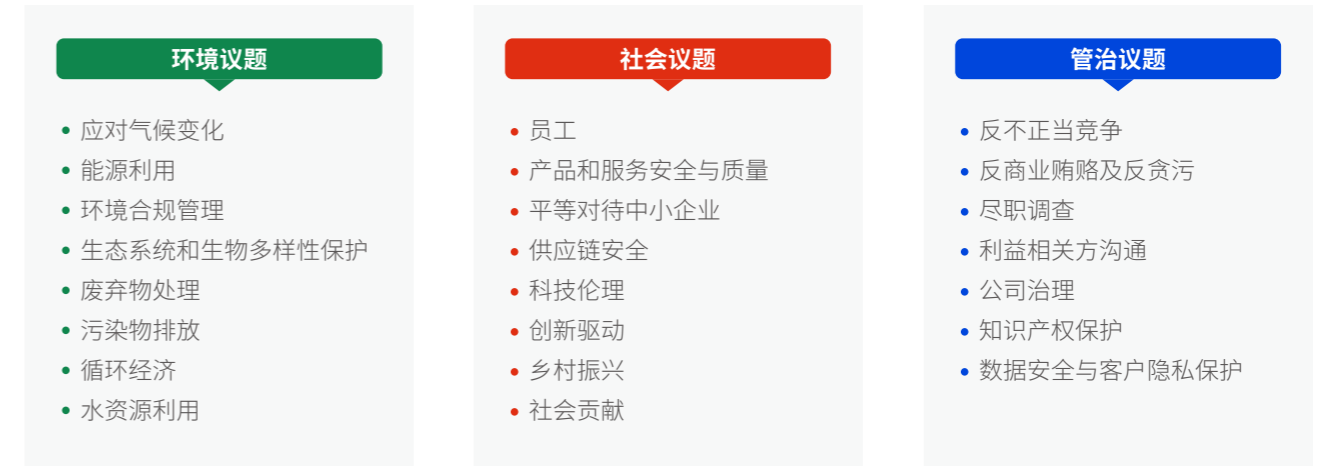 环境议题
应对气候变化
能源利用
环境合规管理
生态系统和生物多样性保护
废弃物处理
污染物排放
循环经济
水资源利用
社会议题
员工
产品和服务安全与质量
平等对待中小企业
供应链安全
科技伦理
创新驱动
乡村振兴
社会贡献
管治议题
反不正当竞争
反商业贿赂及反贪污
尽职调查
利益相关方沟通
公司治理
知识产权保护
数据安全与客户隐私保护